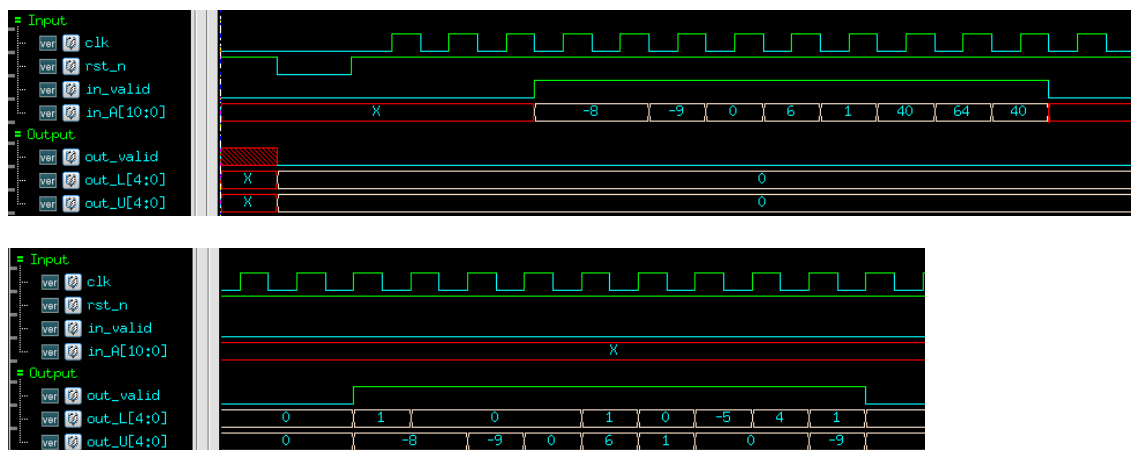 Input
ver clk
ver rst_n
ver in_valid
ver in_A[10:0] X -8 -9 0 6 1 40 64 40
Output
ver out_valid
ver out_L[4:0] X 0
ver out_U[4:0] X 0
Input
ver clk
ver rst_n
ver in_valid
ver in_A[10:0] X
Output
ver out_valid
ver out_L[4:0] 0 1 0 1 0 -5 4 1
ver out_U[4:0] 0 -8 -9 0 6 1 0 -9